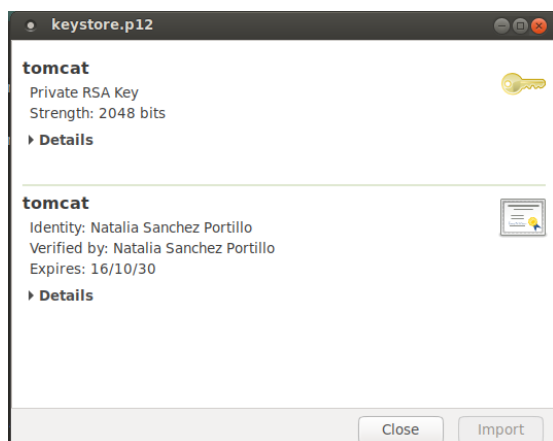 keystore.p12
tomcat
Private RSA Key
Strength: 2048 bits
Details
tomcat
Identity: Natalia Sanchez Portillo
Verified by: Natalia Sanchez Portillo
Expires: 16/10/30
Details
Close
Import